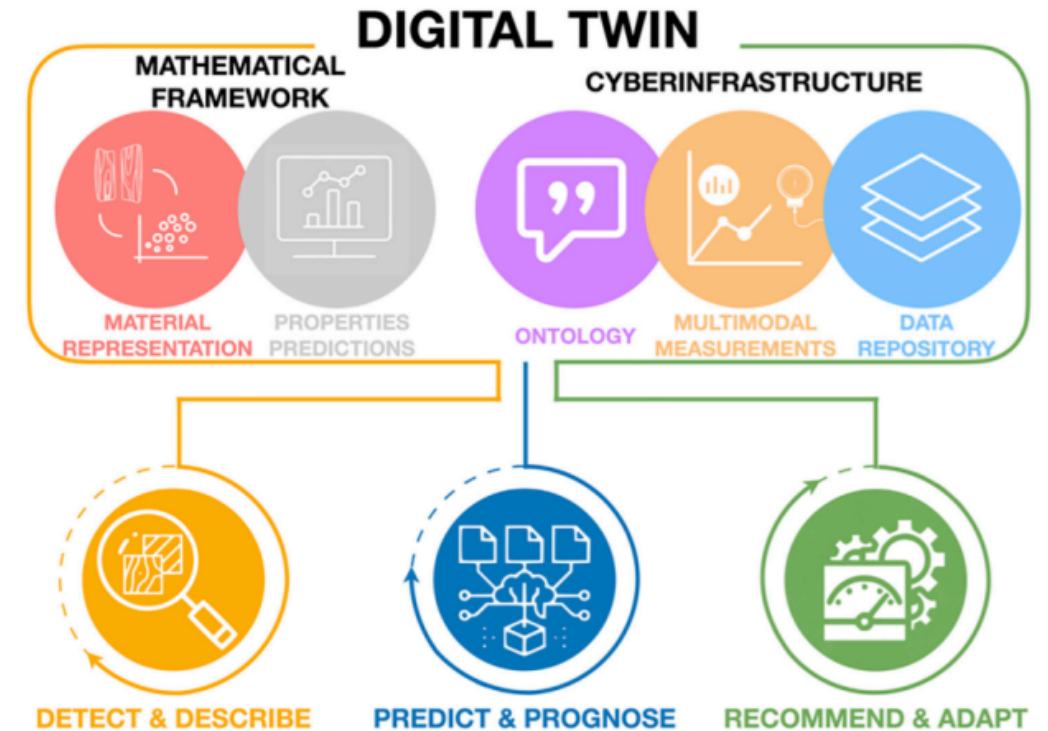 DIGITAL TWIN
MATHEMATICAL
FRAMEWORK
CYBERINFRASTRUCTURE
MATERIAL
REPRESENTATION
PROPERTIES
PREDICTIONS
ONTOLOGY
MULTIMODAL
MEASUREMENTS
DATA
REPOSITORY
DETECT & DESCRIBE
PREDICT & PROGNOSE
RECOMMEND & ADAPT